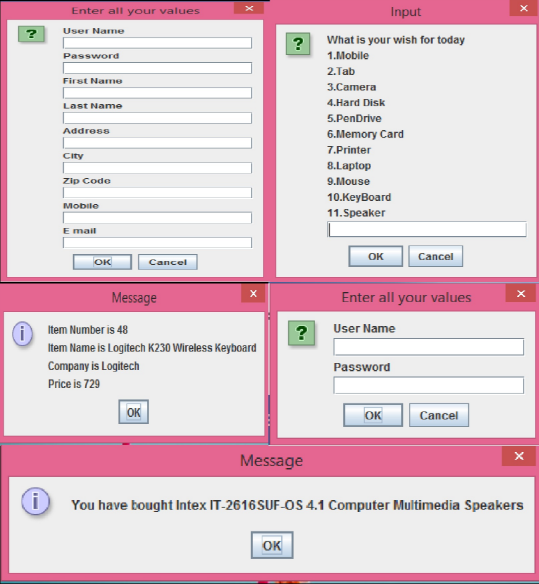 Enter all your values
User Name
Password
First Name
Last Name
Address
City
Zip Code
Mobile
E mail
OK Cancel
Input
What is your wish for today
1.Mobile
2.Tab
3.Camera
4.Hard Disk
5.PenDrive
6.Memory Card
7.Printer
8.Laptop
9.Mouse
10.KeyBoard
11.Speaker
OK Cancel
Message
Item Number is 48
Item Name is Logitech K230 Wireless Keyboard
Company is Logitech
Price is 729
OK
Enter all your values
User Name
Password
OK Cancel
Message
You have bought Intex IT-2616SUF-OS 4.1 Computer Multimedia Speakers
OK